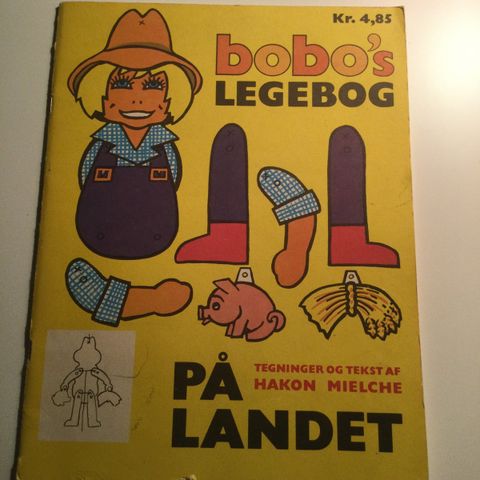 Kr. 4,85
bobo's
LEGEBOG
PÅ
TEGNINGER OG TEKST AF
HAKON MIELCHE
LANDET